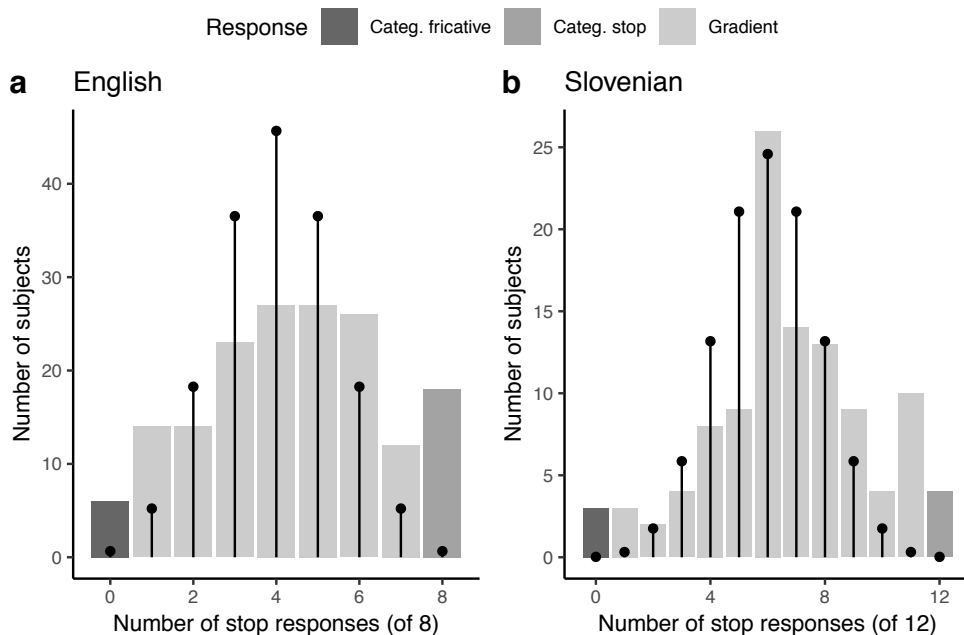 Response Categ. fricative Categ. stop Gradient
a English
40
30
20
10
0
0 2 4 6 8
Number of subjects
Number of stop responses (of 8)
b Slovenian
25
20
15
10
5
0
0 4 8 12
Number of subjects
Number of stop responses (of 12)